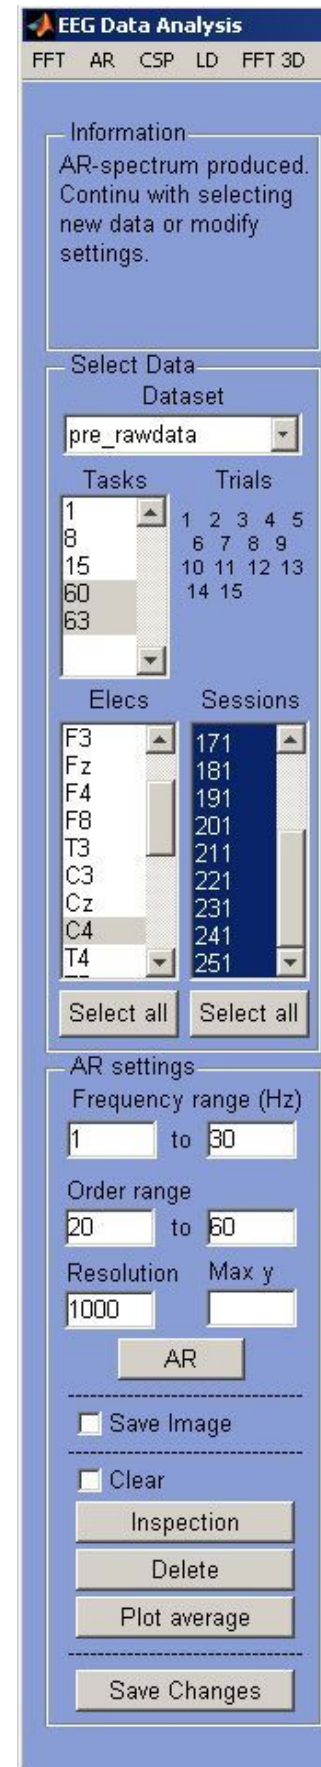 EEG Data Analysis
FFT AR CSP LD FFT 3D
Information
AR-spectrum produced.
Continu with selecting
new data or modify
settings.
Select Data
Dataset
pre_rawdata
Tasks Trials
1
8
15
60
63
1 2 3 4 5
6 7 8 9
10 11 12 13
14 15
Elecs Sessions
F3
Fz
F4
F8
T3
C3
Cz
C4
T4
171
181
191
201
211
221
231
241
251
Select all Select all
AR settings
Frequency range (Hz)
1 to 30
Order range
20 to 60
Resolution Max y
1000
AR
Save Image
Clear
Inspection
Delete
Plot average
Save Changes